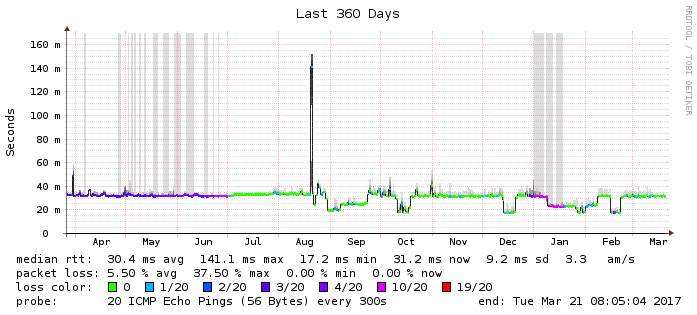 Last 360 Days
RRDTOOL / TOBI OETIKER
Seconds
160 m
140 m
120 m
100 m
80 m
60 m
40 m
20 m
0
Apr May Jun Jul Aug Sep Oct Nov Dec Jan Feb Mar
median rtt: 30.4 ms avg 141.1 ms max 17.2 ms min 31.2 ms now 9.2 ms sd 3.3 am/s
packet loss: 5.50 % avg 37.50 % max 0.00 % min 0.00 % now
loss color: 0 1/20 2/20 3/20 4/20 10/20 19/20
probe: 20 ICMP Echo Pings (56 Bytes) every 300s end: Tue Mar 21 08:05:04 2017